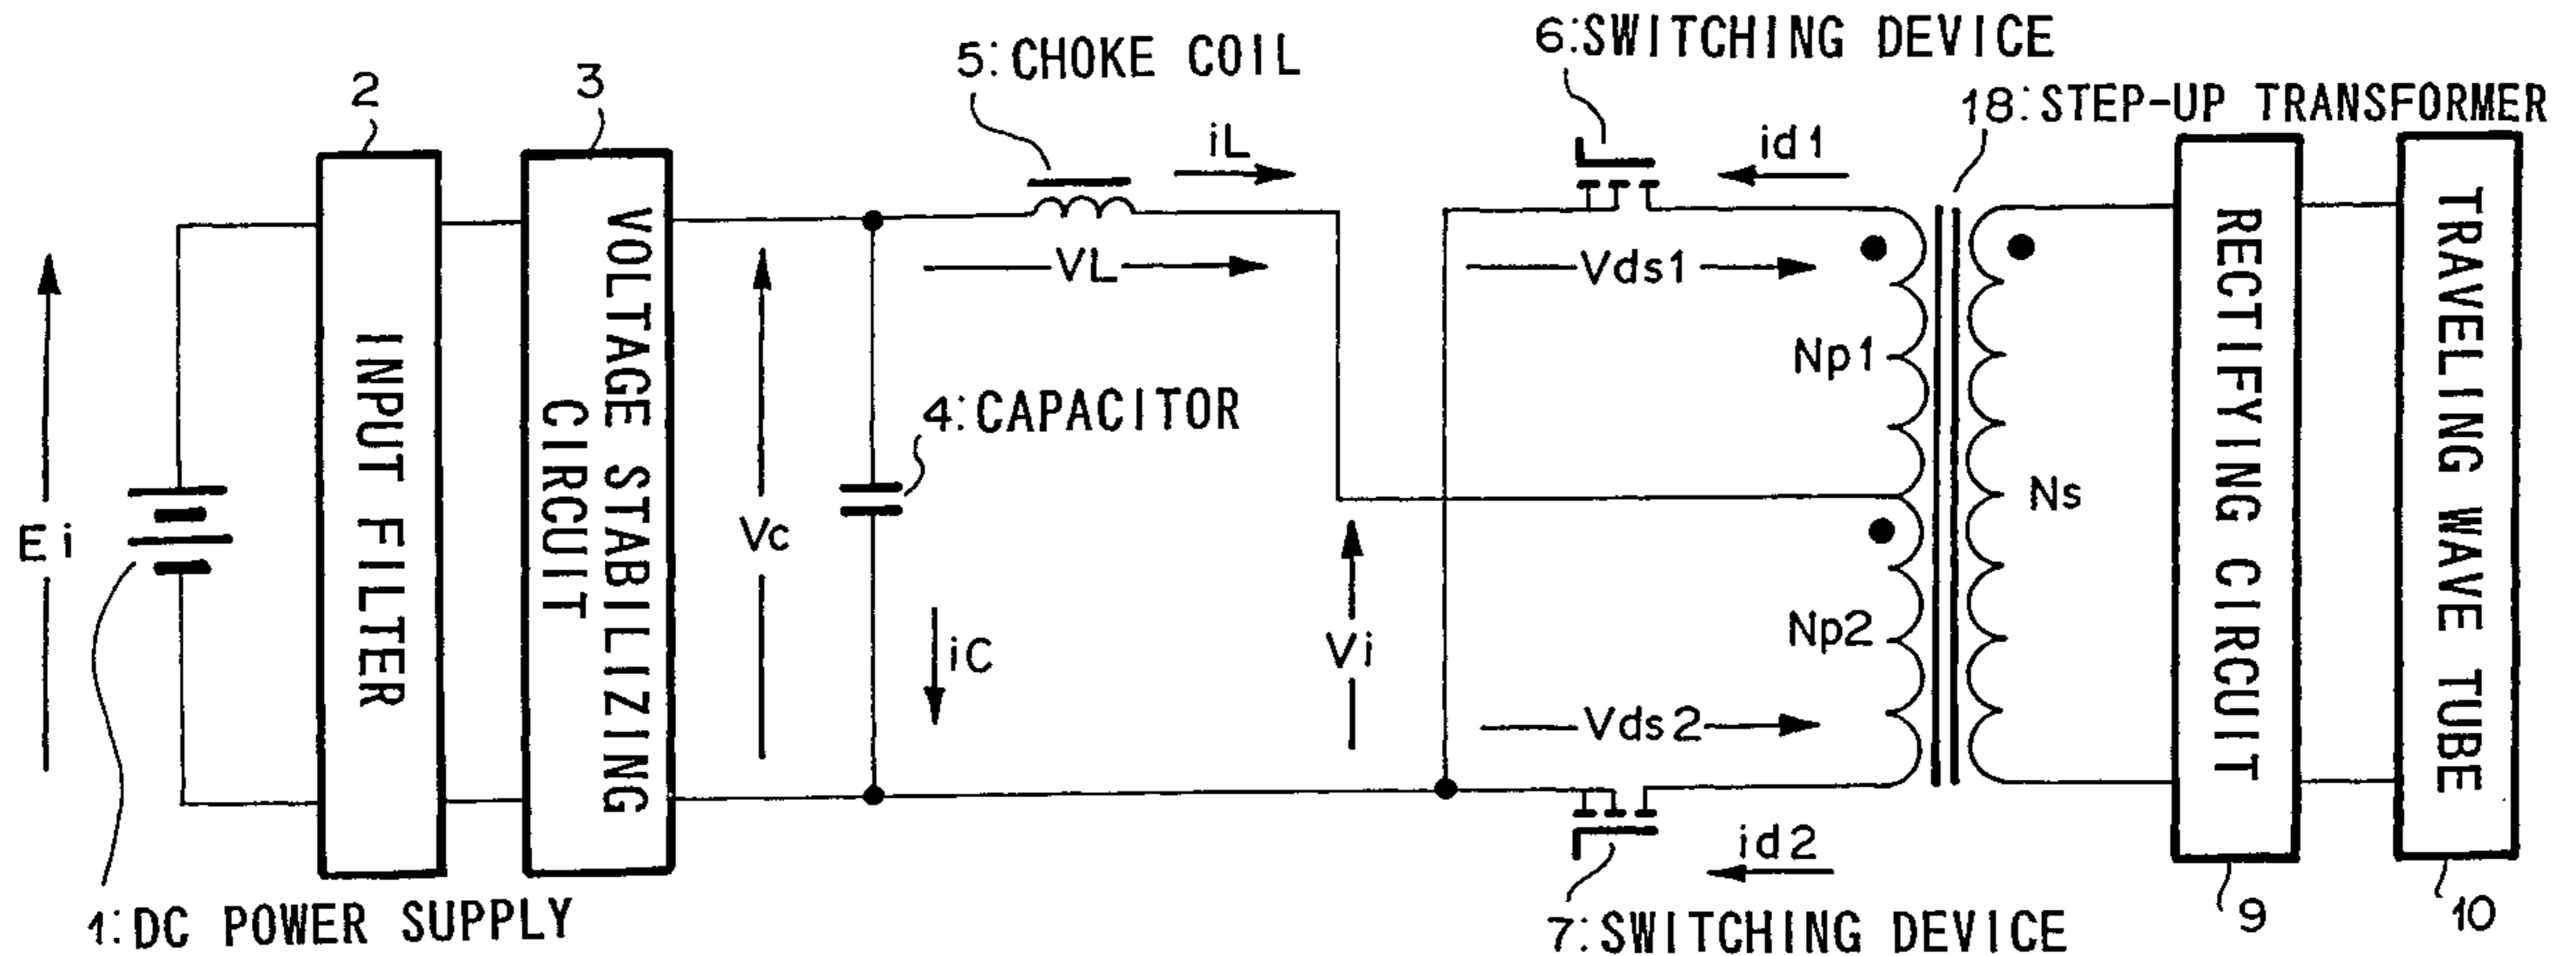 6:SWITCHING DEVICE
5:CHOKE COIL
2
3
18:STEP-UP TRANSFORMER
iL
id1
VL
Vds1
Np1
4:CAPACITOR
Ei
Vc
Ns
Vi
iC
Np2
Vds2
id2
INPUT FILTER
VOLTAGE STABILIZING
CIRCUIT
RECTIFYING CIRCUIT
TRAVELING WAVE TUBE
1:DC POWER SUPPLY
7:SWITCHING DEVICE
9
10